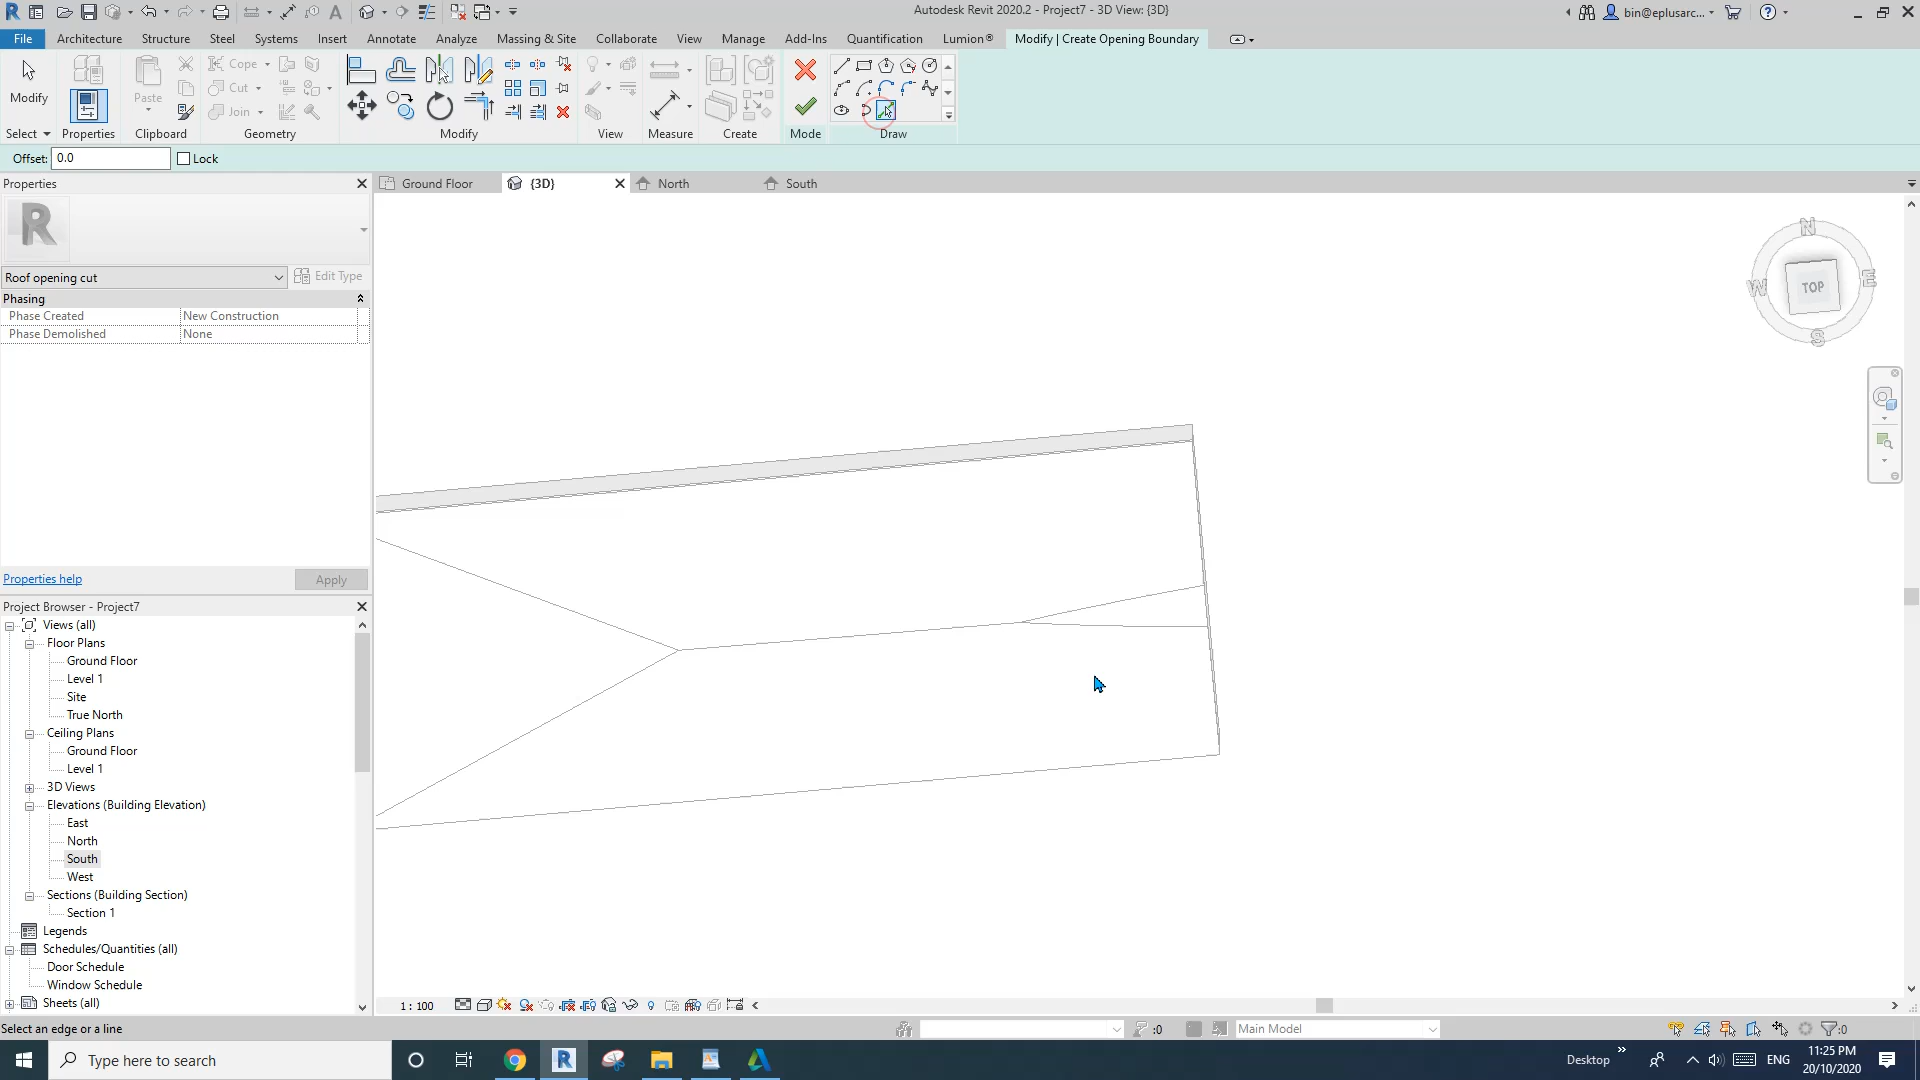 Autodesk Revit 2020.2 - Project7 - 3D View: {3D}
bin@eplusarc...
File Architecture Structure Steel Systems Insert Annotate Analyze Massing & Site Collaborate View Manage Add-Ins Quantification Lumion® Modify | Create Opening Boundary
Modify
Paste
Cope
Cut
Join
Select Properties Clipboard Geometry Modify View Measure Create Mode Draw
Offset: 0.0 Lock
Properties
Ground Floor {3D} North South
Roof opening cut Edit Type
Phasing
Phase Created New Construction
Phase Demolished None
Properties help Apply
Project Browser - Project7
Views (all)
Floor Plans
Ground Floor
Level 1
Site
True North
Ceiling Plans
Ground Floor
Level 1
3D Views
Elevations (Building Elevation)
East
North
South
West
Sections (Building Section)
Section 1
Legends
Schedules/Quantities (all)
Door Schedule
Window Schedule
Sheets (all)
N
W TOP E
S
1 : 100
Select an edge or a line :0 Main Model :0
Type here to search
Desktop ENG
11:25 PM
20/10/2020